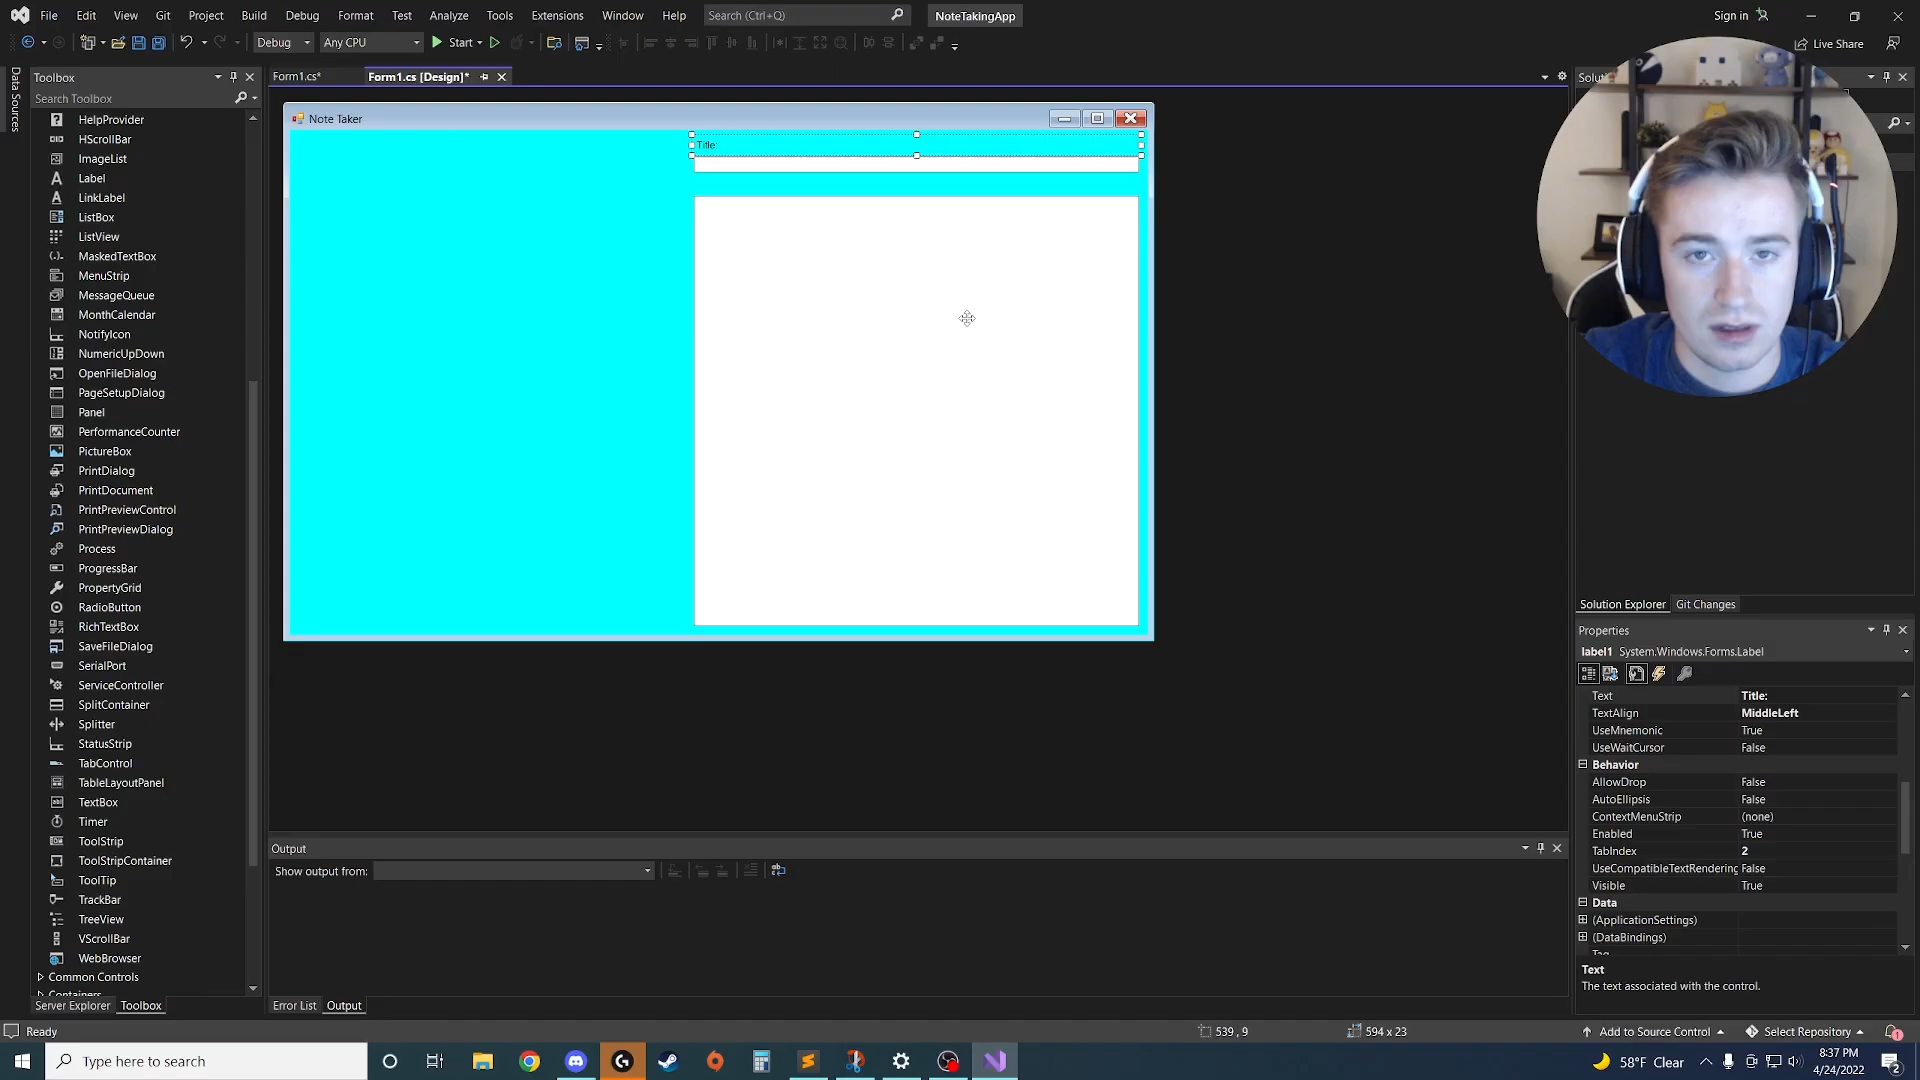 File Edit View Git Project Build Debug Format Test Analyze Tools Extensions Window Help Search (Ctrl+Q) NoteTakingApp Sign in
Debug Any CPU Start Live Share
Data Sources
Toolbox
Search Toolbox
HelpProvider
HScrollBar
ImageList
Label
LinkLabel
ListBox
ListView
MaskedTextBox
MenuStrip
MessageQueue
MonthCalendar
NotifyIcon
NumericUpDown
OpenFileDialog
PageSetupDialog
Panel
PerformanceCounter
PictureBox
PrintDialog
PrintDocument
PrintPreviewControl
PrintPreviewDialog
Process
ProgressBar
PropertyGrid
RadioButton
RichTextBox
SaveFileDialog
SerialPort
ServiceController
SplitContainer
Splitter
StatusStrip
TabControl
TableLayoutPanel
TextBox
Timer
ToolStrip
ToolStripContainer
ToolTip
TrackBar
TreeView
VScrollBar
WebBrowser
Common Controls
Containers
Server Explorer Toolbox
Form1.cs* Form1.cs [Design]*
Note Taker
Title:
Output
Show output from:
Error List Output
Solution Explorer Git Changes
Properties
label1 System.Windows.Forms.Label
Text Title:
TextAlign MiddleLeft
UseMnemonic True
UseWaitCursor False
Behavior
AllowDrop False
AutoEllipsis False
ContextMenuStrip (none)
Enabled True
TabIndex 2
UseCompatibleTextRendering False
Visible True
Data
(ApplicationSettings)
(DataBindings)
Tag
Text
The text associated with the control.
Ready 539 , 9 594 x 23 Add to Source Control Select Repository 1
Type here to search 58°F Clear 8:37 PM
4/24/2022 2